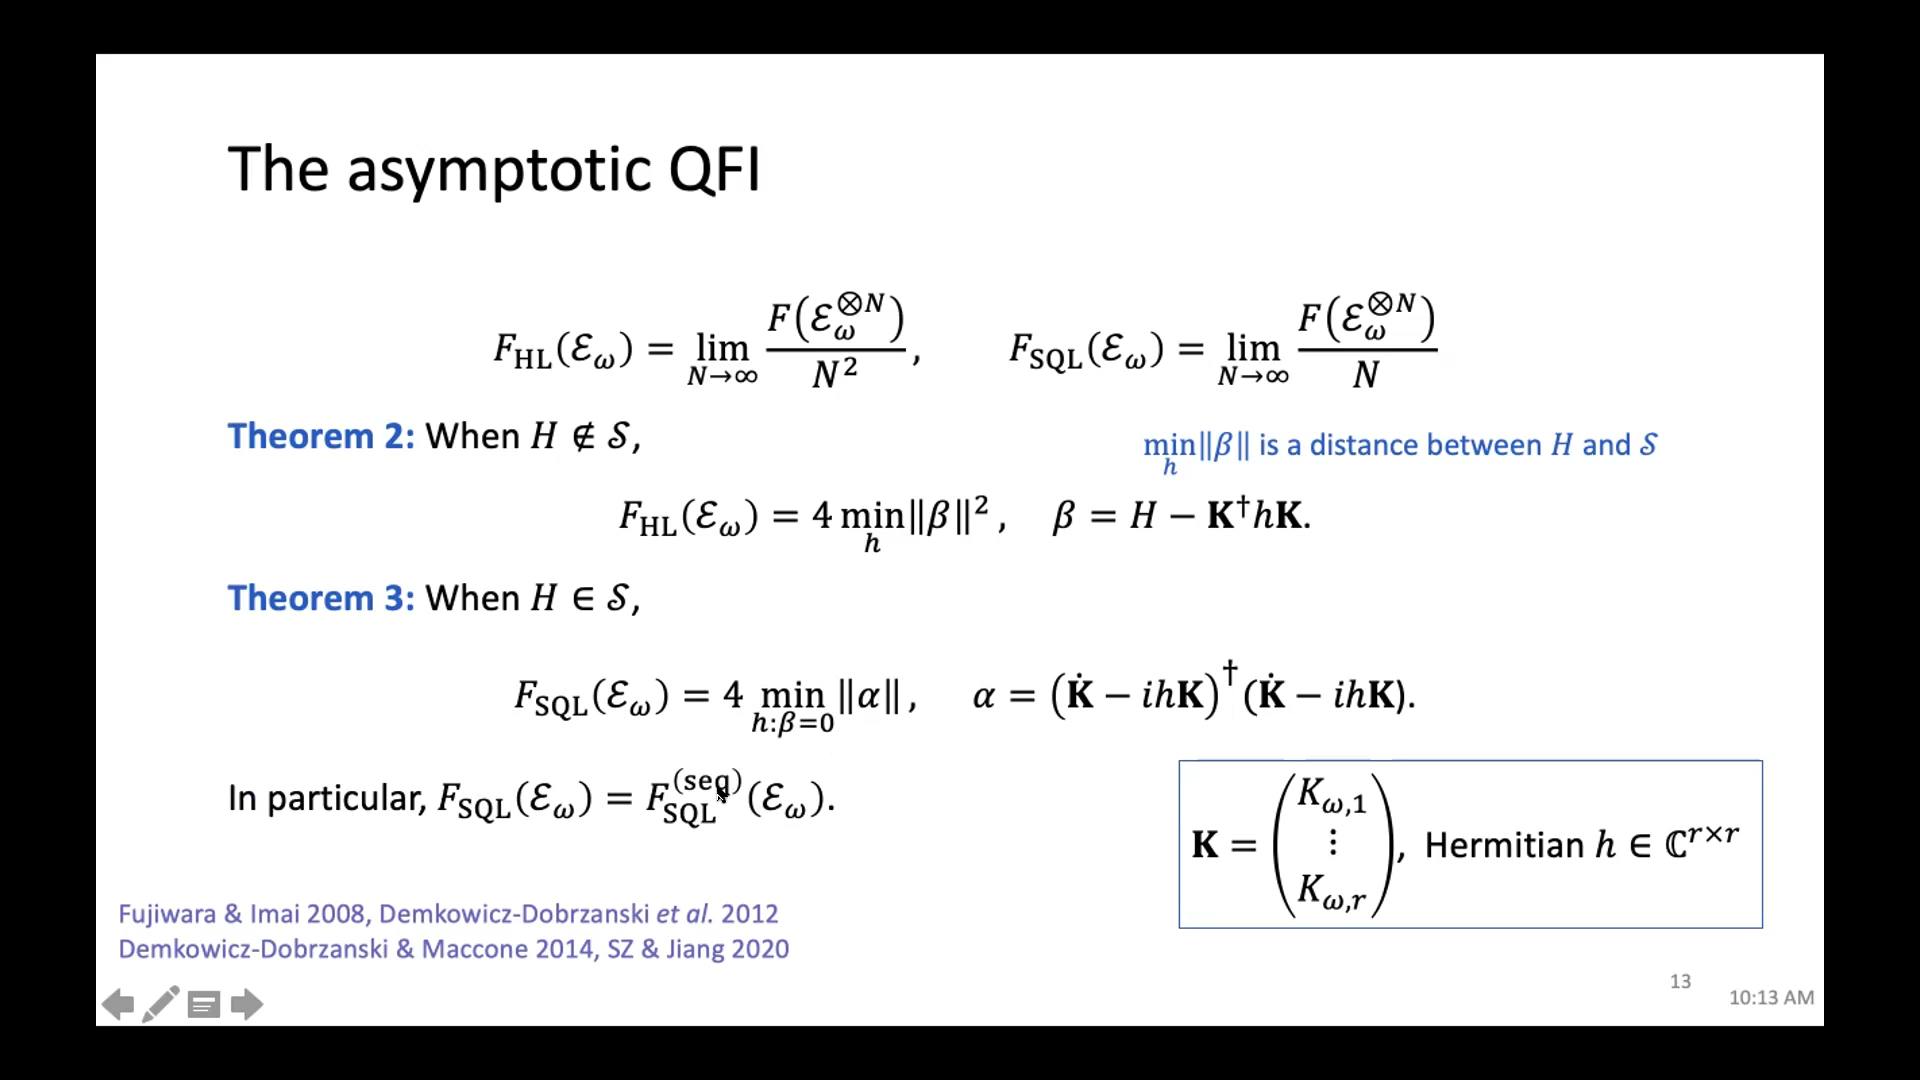 The asymptotic QFI
F_HL(ℰ_ω) = lim_{N→∞} F(ℰ_ω^{⊗N}) / N², F_SQL(ℰ_ω) = lim_{N→∞} F(ℰ_ω^{⊗N}) / N
Theorem 2: When H ∉ 𝒮,
min_h ‖β‖ is a distance between H and 𝒮
F_HL(ℰ_ω) = 4 min_h ‖β‖², β = H − K†hK.
Theorem 3: When H ∈ 𝒮,
F_SQL(ℰ_ω) = 4 min_{h:β=0} ‖α‖, α = (K̇ − ihK)†(K̇ − ihK).
In particular, F_SQL(ℰ_ω) = F_SQL^{(seq)}(ℰ_ω).
K = (K_{ω,1} ⋮ K_{ω,r}), Hermitian h ∈ ℂ^{r×r}
Fujiwara & Imai 2008, Demkowicz-Dobrzanski et al. 2012
Demkowicz-Dobrzanski & Maccone 2014, SZ & Jiang 2020
13
10:13 AM